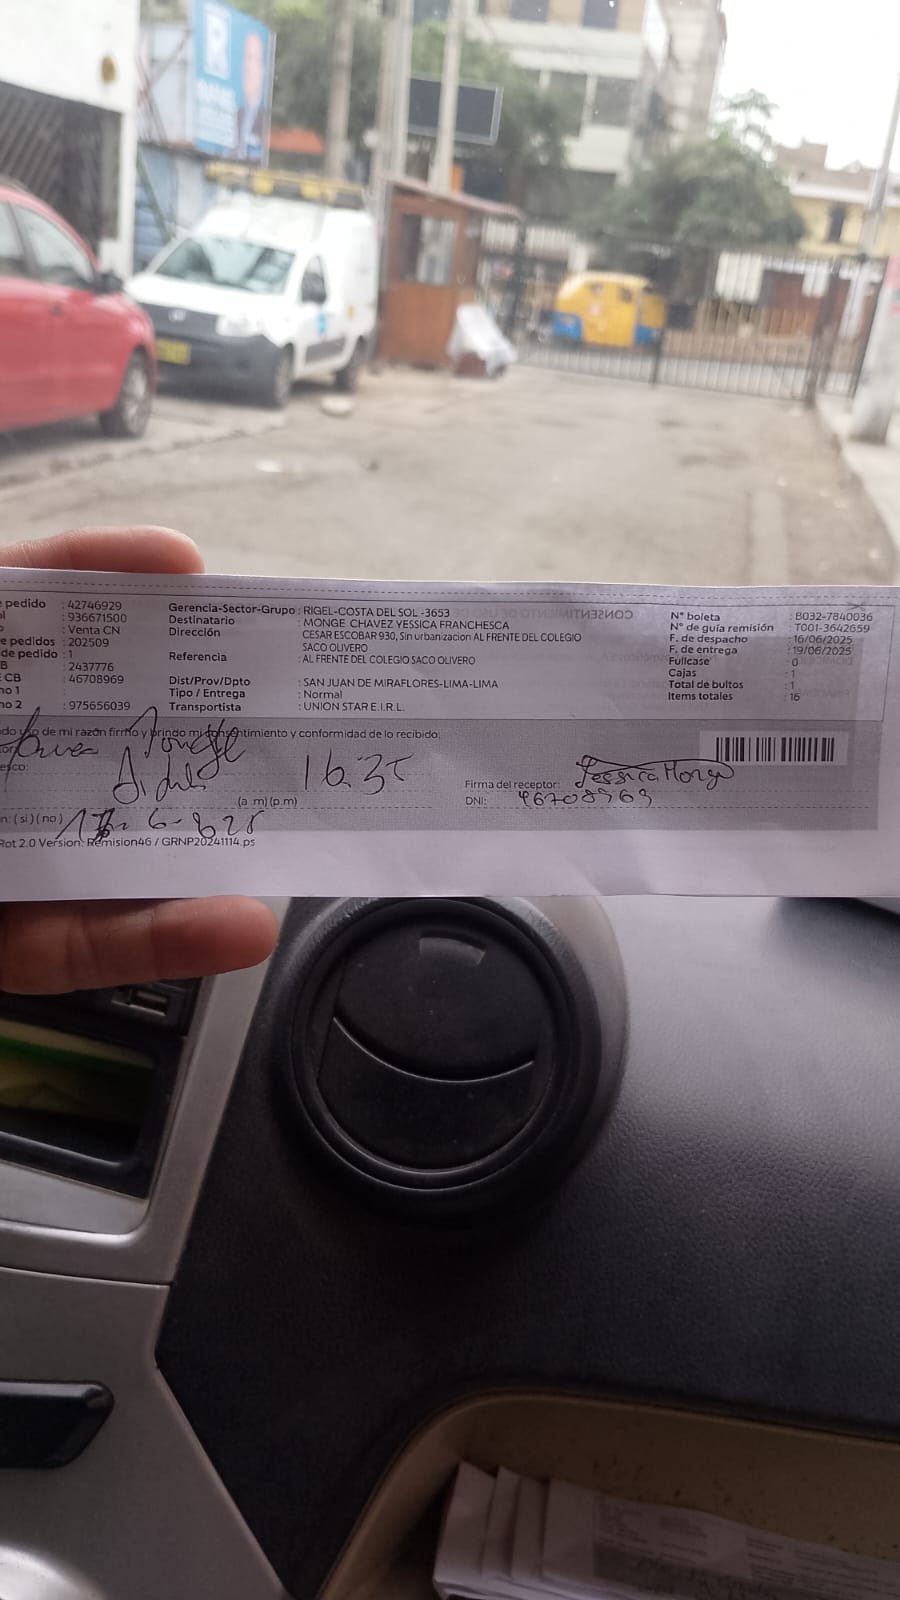 e pedido : 42746929
: 936671500
: Venta CN
e pedidos : 202509
de pedido : 1
B : 2437776
CB : 46708969
no 1
no 2 : 975656039
Gerencia-Sector-Grupo : RIGEL-COSTA DEL SOL -3653
Destinatario : MONGE CHAVEZ YESSICA FRANCHESCA
Dirección : CESAR ESCOBAR 930, Sin urbanizacion AL FRENTE DEL COLEGIO
SACO OLIVERO
Referencia : AL FRENTE DEL COLEGIO SACO OLIVERO
Dist/Prov/Dpto : SAN JUAN DE MIRAFLORES-LIMA-LIMA
Tipo / Entrega : Normal
Transportista : UNION STAR E.I.R.L.
N° boleta : B032-7840036
N° de guía remisión : T001-3642659
F. de despacho : 16/06/2025
F. de entrega : 19/06/2025
Fullcase : 0
Cajas : 1
Total de bultos : 1
Items totales : 16
de mi razón firmo y brindo mi consentimiento y conformidad de lo recibido:
esco:
16:35
(a.m)(p.m)
Firma del receptor: Yessica Monge
DNI: 46708969
n: ( si ) ( no )
Rot 2.0 Version: Remision46 / GRNP20241114.ps